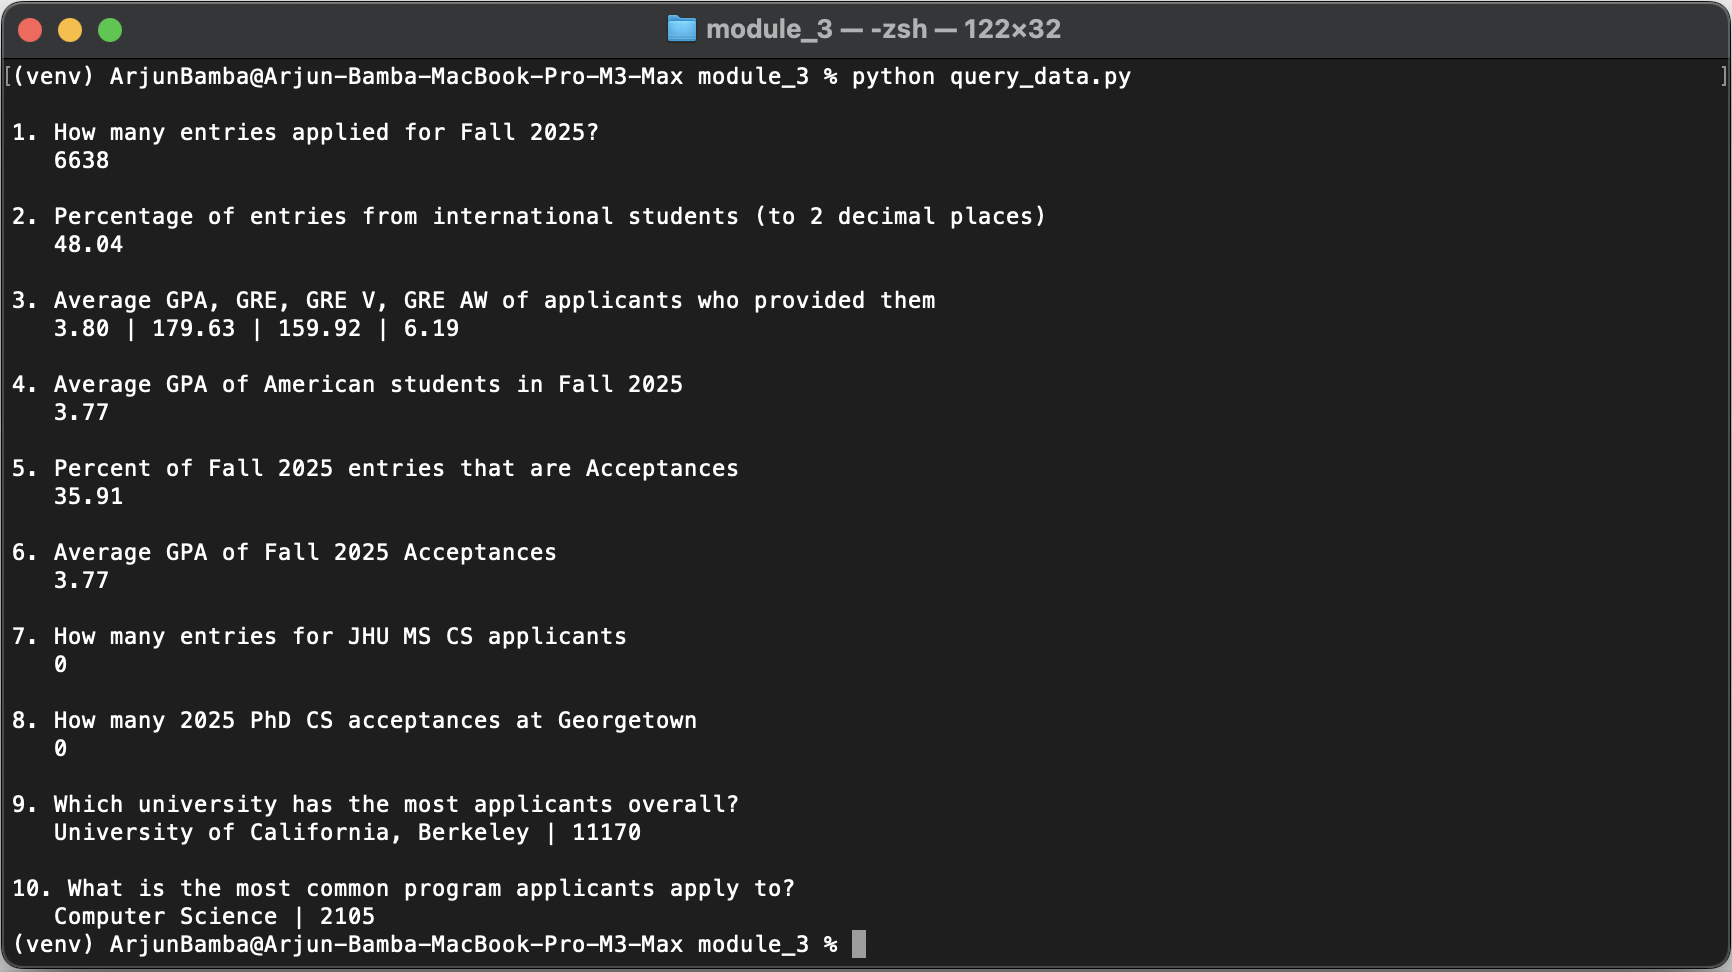 module_3 — -zsh — 122×32
[(venv) ArjunBamba@Arjun-Bamba-MacBook-Pro-M3-Max module_3 % python query_data.py ]
1. How many entries applied for Fall 2025?
6638
2. Percentage of entries from international students (to 2 decimal places)
48.04
3. Average GPA, GRE, GRE V, GRE AW of applicants who provided them
3.80 | 179.63 | 159.92 | 6.19
4. Average GPA of American students in Fall 2025
3.77
5. Percent of Fall 2025 entries that are Acceptances
35.91
6. Average GPA of Fall 2025 Acceptances
3.77
7. How many entries for JHU MS CS applicants
0
8. How many 2025 PhD CS acceptances at Georgetown
0
9. Which university has the most applicants overall?
University of California, Berkeley | 11170
10. What is the most common program applicants apply to?
Computer Science | 2105
(venv) ArjunBamba@Arjun-Bamba-MacBook-Pro-M3-Max module_3 %